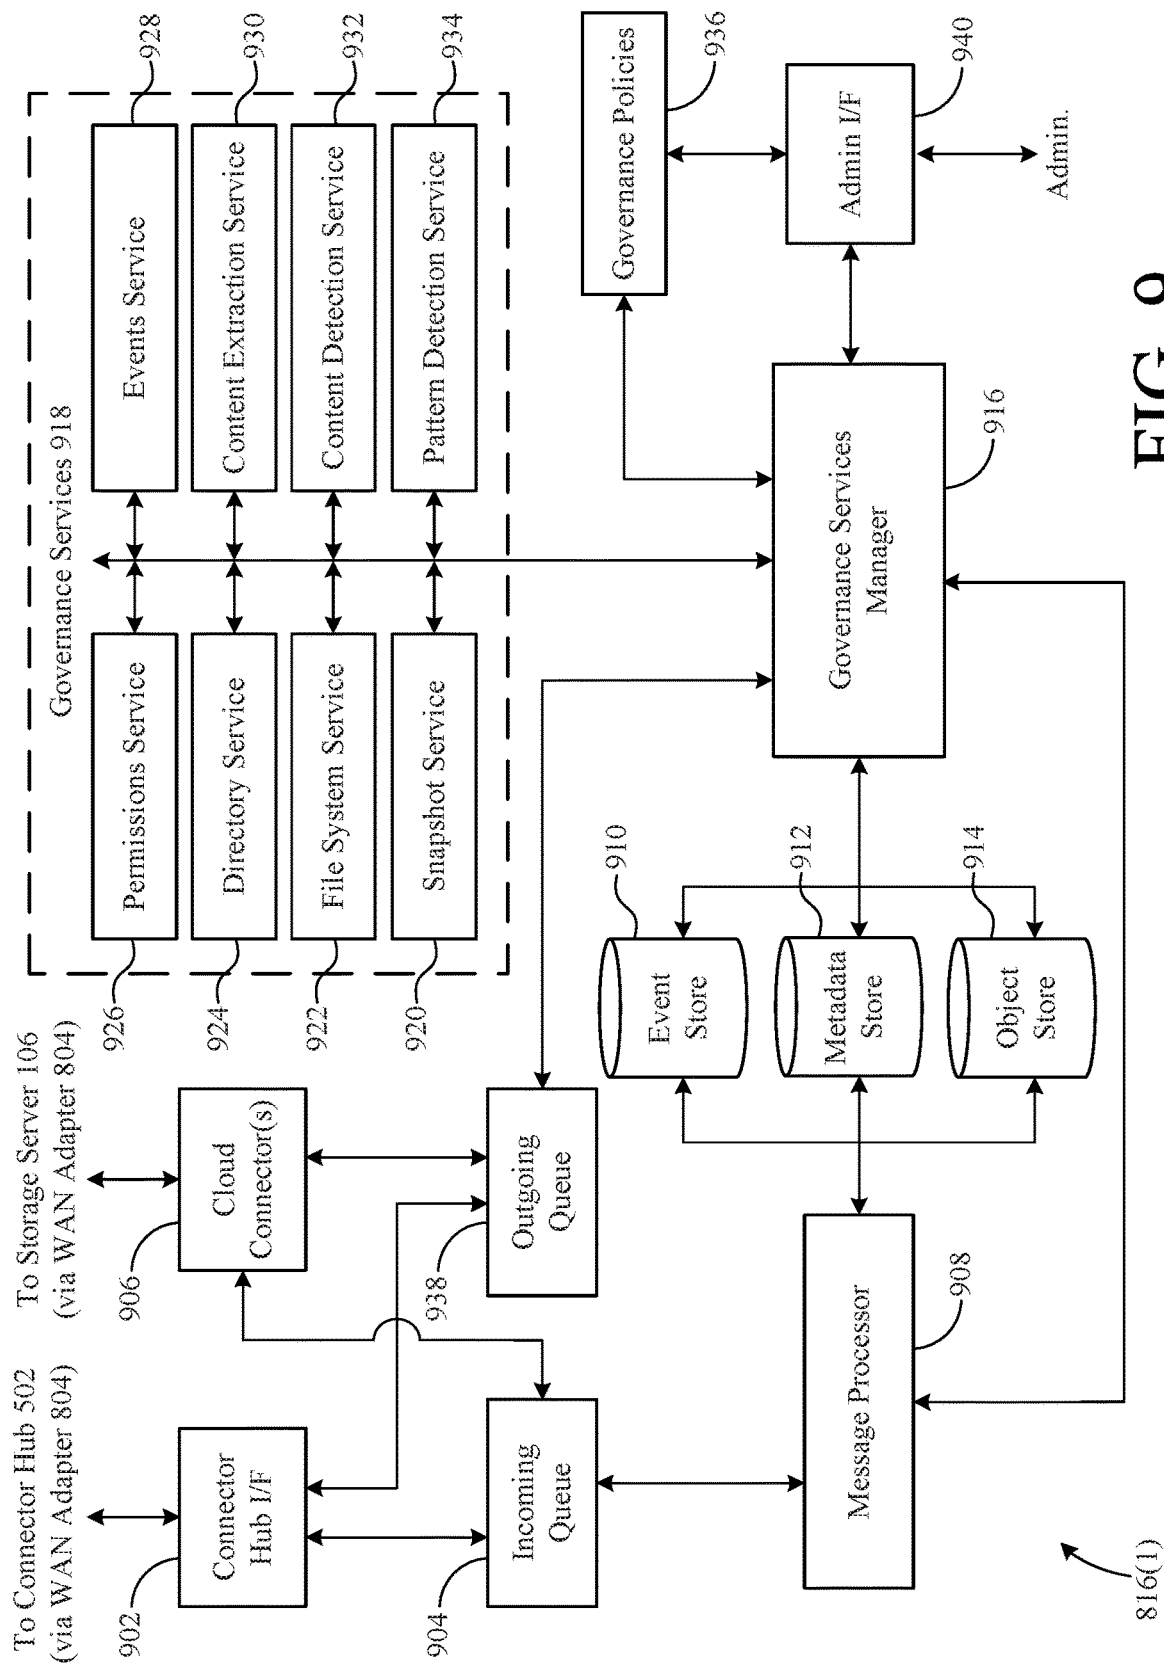 To Connector Hub 502
(via WAN Adapter 804)
To Storage Server 106
(via WAN Adapter 804)
Governance Services 918
902
Connector
Hub I/F
906
Cloud
Connector(s)
926
Permissions Service
Events Service
928
924
Directory Service
Content Extraction Service
930
922
File System Service
Content Detection Service
932
920
Snapshot Service
Pattern Detection Service
934
904
Incoming
Queue
938
Outgoing
Queue
910
Event
Store
Governance Policies
936
Message Processor
908
912
Metadata
Store
Governance Services
Manager
916
Admin I/F
940
914
Object
Store
Admin.
816(1)
FIG. 9